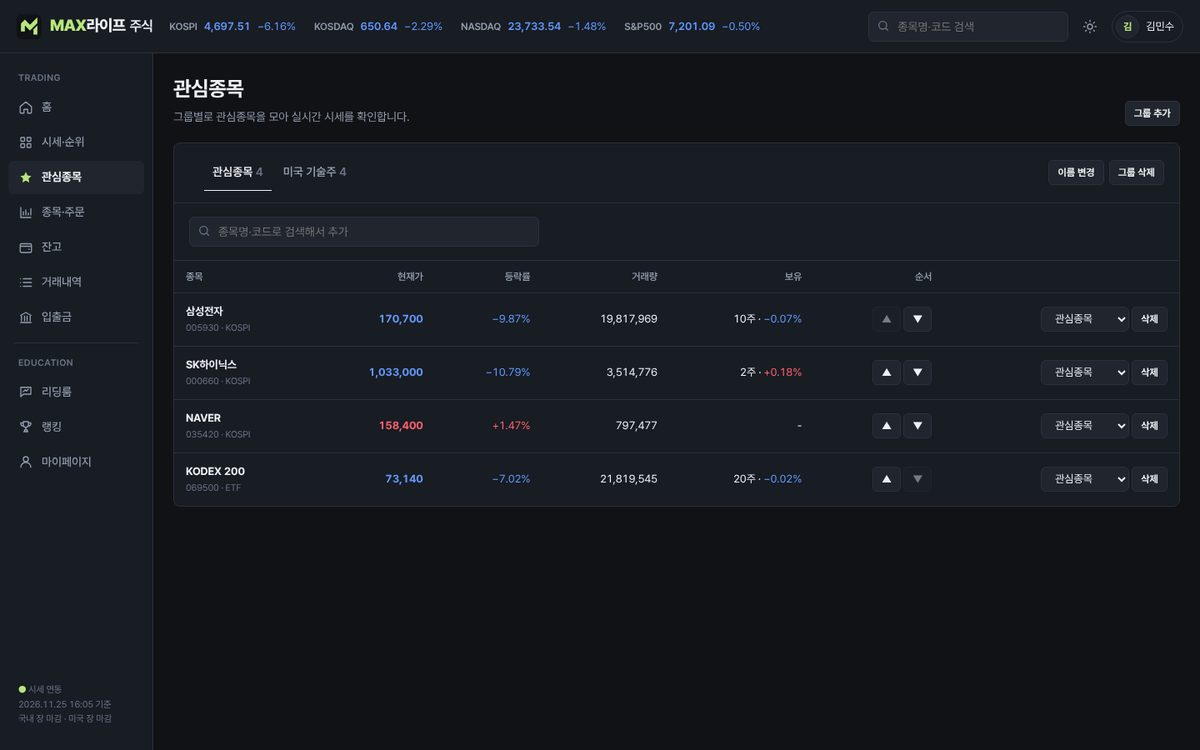 MAX라이프 주식 KOSPI 4,697.51 −6.16% KOSDAQ 650.64 −2.29% NASDAQ 23,733.54 −1.48% S&P500 7,201.09 −0.50% 종목명·코드 검색 김 김민수
TRADING
홈
시세·순위
관심종목
종목·주문
잔고
거래내역
입출금
EDUCATION
리딩룸
랭킹
마이페이지
시세 연동
2026.11.25 16:05 기준
국내 장 마감 · 미국 장 마감
관심종목
그룹별로 관심종목을 모아 실시간 시세를 확인합니다.
그룹 추가
관심종목 4 미국 기술주 4 이름 변경 그룹 삭제
종목명·코드로 검색해서 추가
종목 현재가 등락률 거래량 보유 순서
삼성전자
005930 · KOSPI
170,700 −9.87% 19,817,969 10주 · −0.07% ▲ ▼ 관심종목 삭제
SK하이닉스
000660 · KOSPI
1,033,000 −10.79% 3,514,776 2주 · +0.18% ▲ ▼ 관심종목 삭제
NAVER
035420 · KOSPI
158,400 +1.47% 797,477 - ▲ ▼ 관심종목 삭제
KODEX 200
069500 · ETF
73,140 −7.02% 21,819,545 20주 · −0.02% ▲ ▼ 관심종목 삭제